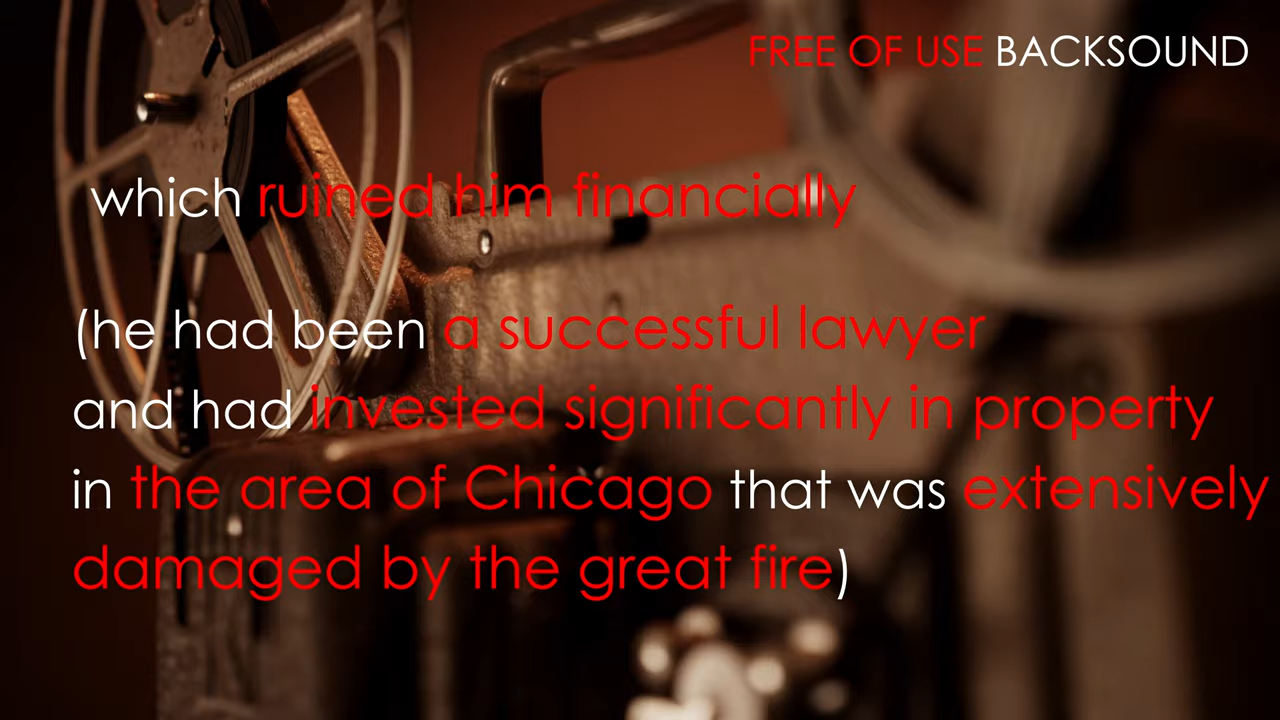 FREE OF USE BACKSOUND
which ruined him financially
(he had been a successful lawyer
and had invested significantly in property
in the area of Chicago that was extensively
damaged by the great fire)